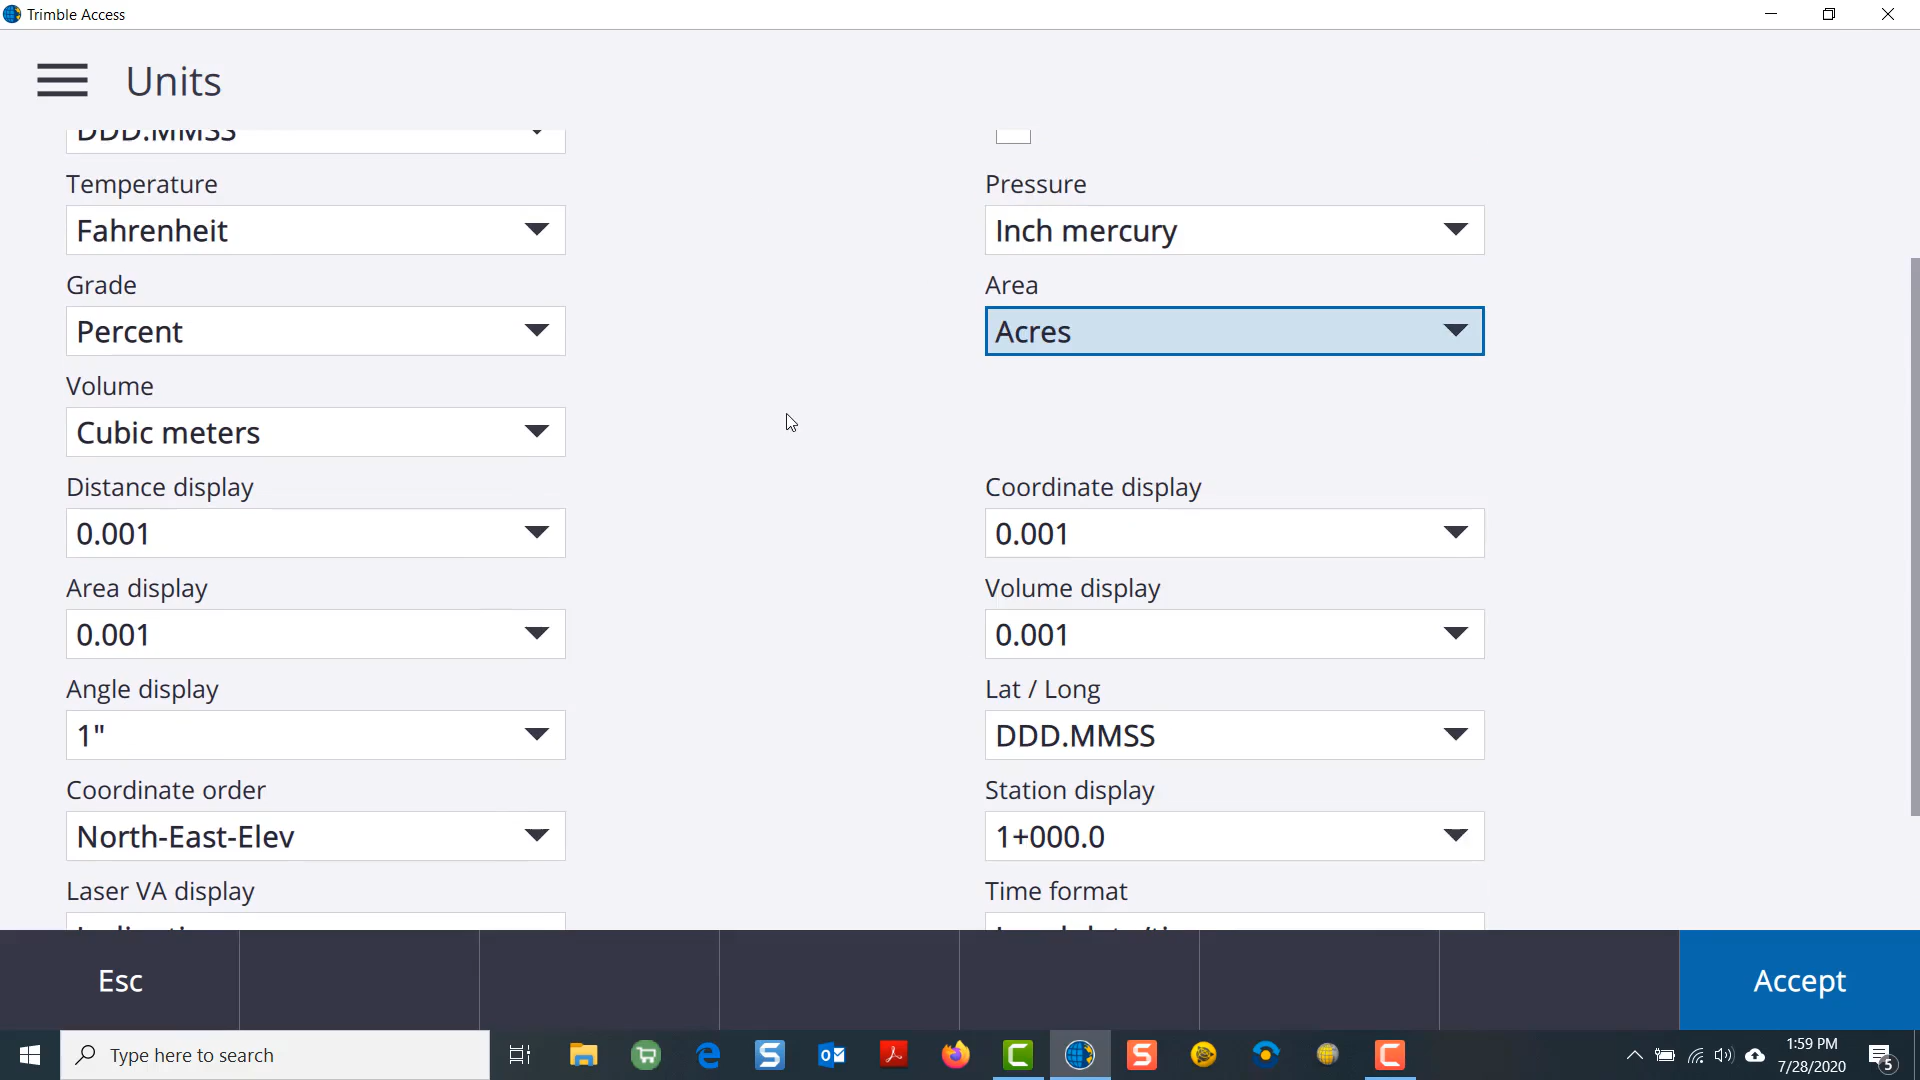 Trimble Access
Units
DDD.MMSS
Temperature
Pressure
Fahrenheit
Inch mercury
Grade
Area
Percent
Acres
Volume
Cubic meters
Distance display
Coordinate display
0.001
0.001
Area display
Volume display
0.001
0.001
Angle display
Lat / Long
1"
DDD.MMSS
Coordinate order
Station display
North-East-Elev
1+000.0
Laser VA display
Time format
Esc
Accept
Type here to search
1:59 PM
7/28/2020
5